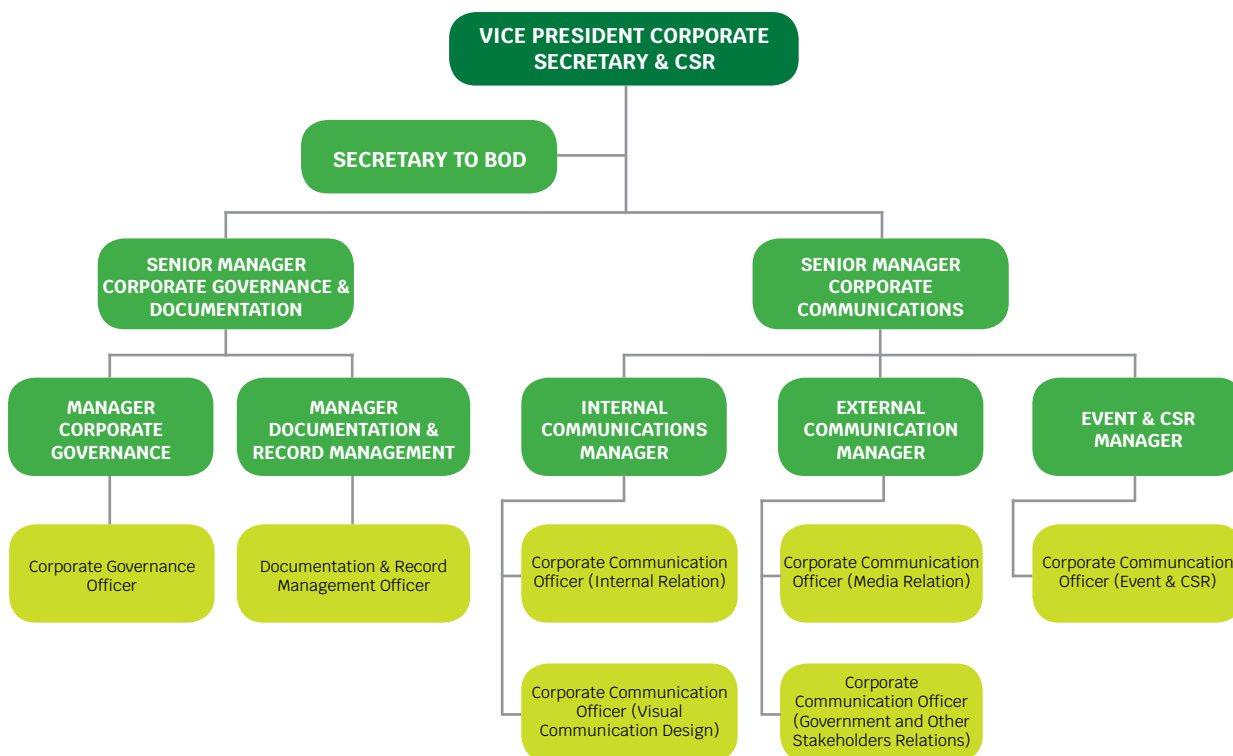 VICE PRESIDENT CORPORATE
SECRETARY & CSR
SECRETARY TO BOD
SENIOR MANAGER
CORPORATE GOVERNANCE &
DOCUMENTATION
SENIOR MANAGER
CORPORATE
COMMUNICATIONS
MANAGER
CORPORATE
GOVERNANCE
MANAGER
DOCUMENTATION &
RECORD MANAGEMENT
INTERNAL
COMMUNICATIONS
MANAGER
EXTERNAL
COMMUNICATION
MANAGER
EVENT & CSR
MANAGER
Corporate Governance
Officer
Documentation & Record
Management Officer
Corporate Communication
Officer (Internal Relation)
Corporate Communication
Officer (Media Relation)
Corporate Communcation
Officer (Event & CSR)
Corporate Communication
Officer (Visual
Communication Design)
Corporate
Communication Officer
(Government and Other
Stakeholders Relations)